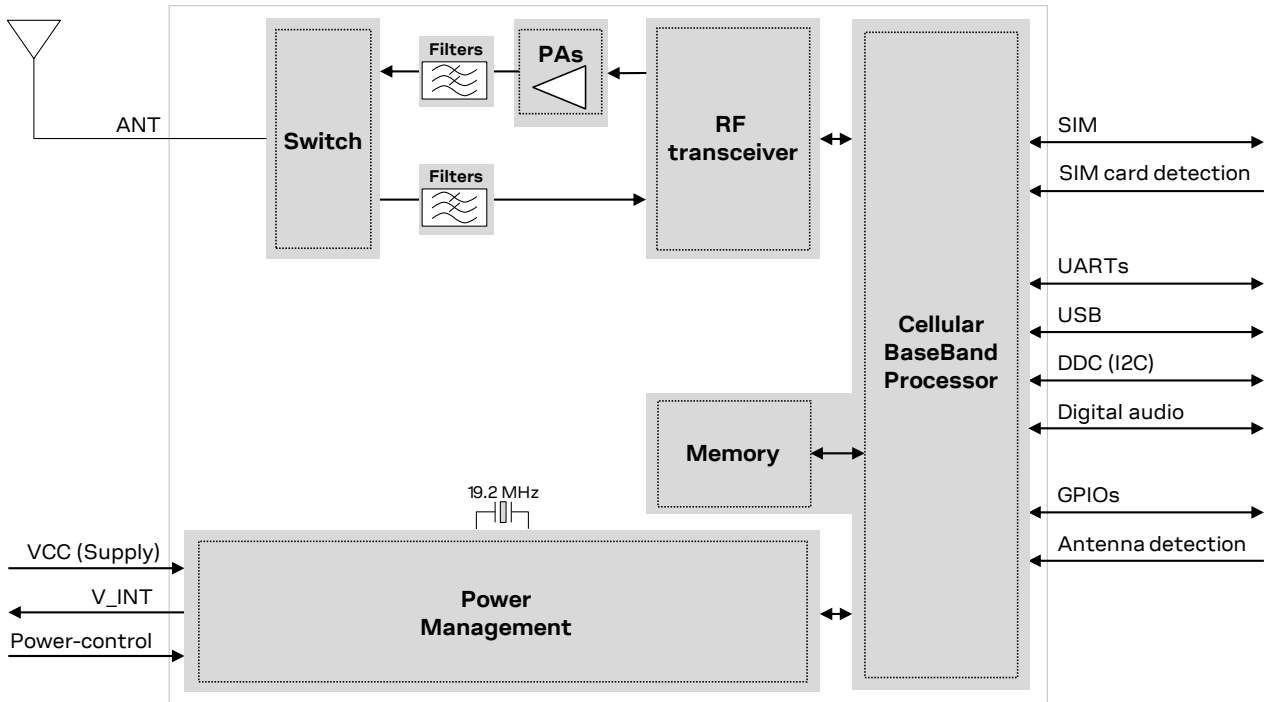 Filters
PAs
ANT
Switch
RF
transceiver
Filters
SIM
SIM card detection
UARTs
USB
DDC (I2C)
Digital audio
GPIOs
Antenna detection
Cellular
BaseBand
Processor
Memory
19.2 MHz
VCC (Supply)
V_INT
Power-control
Power
Management